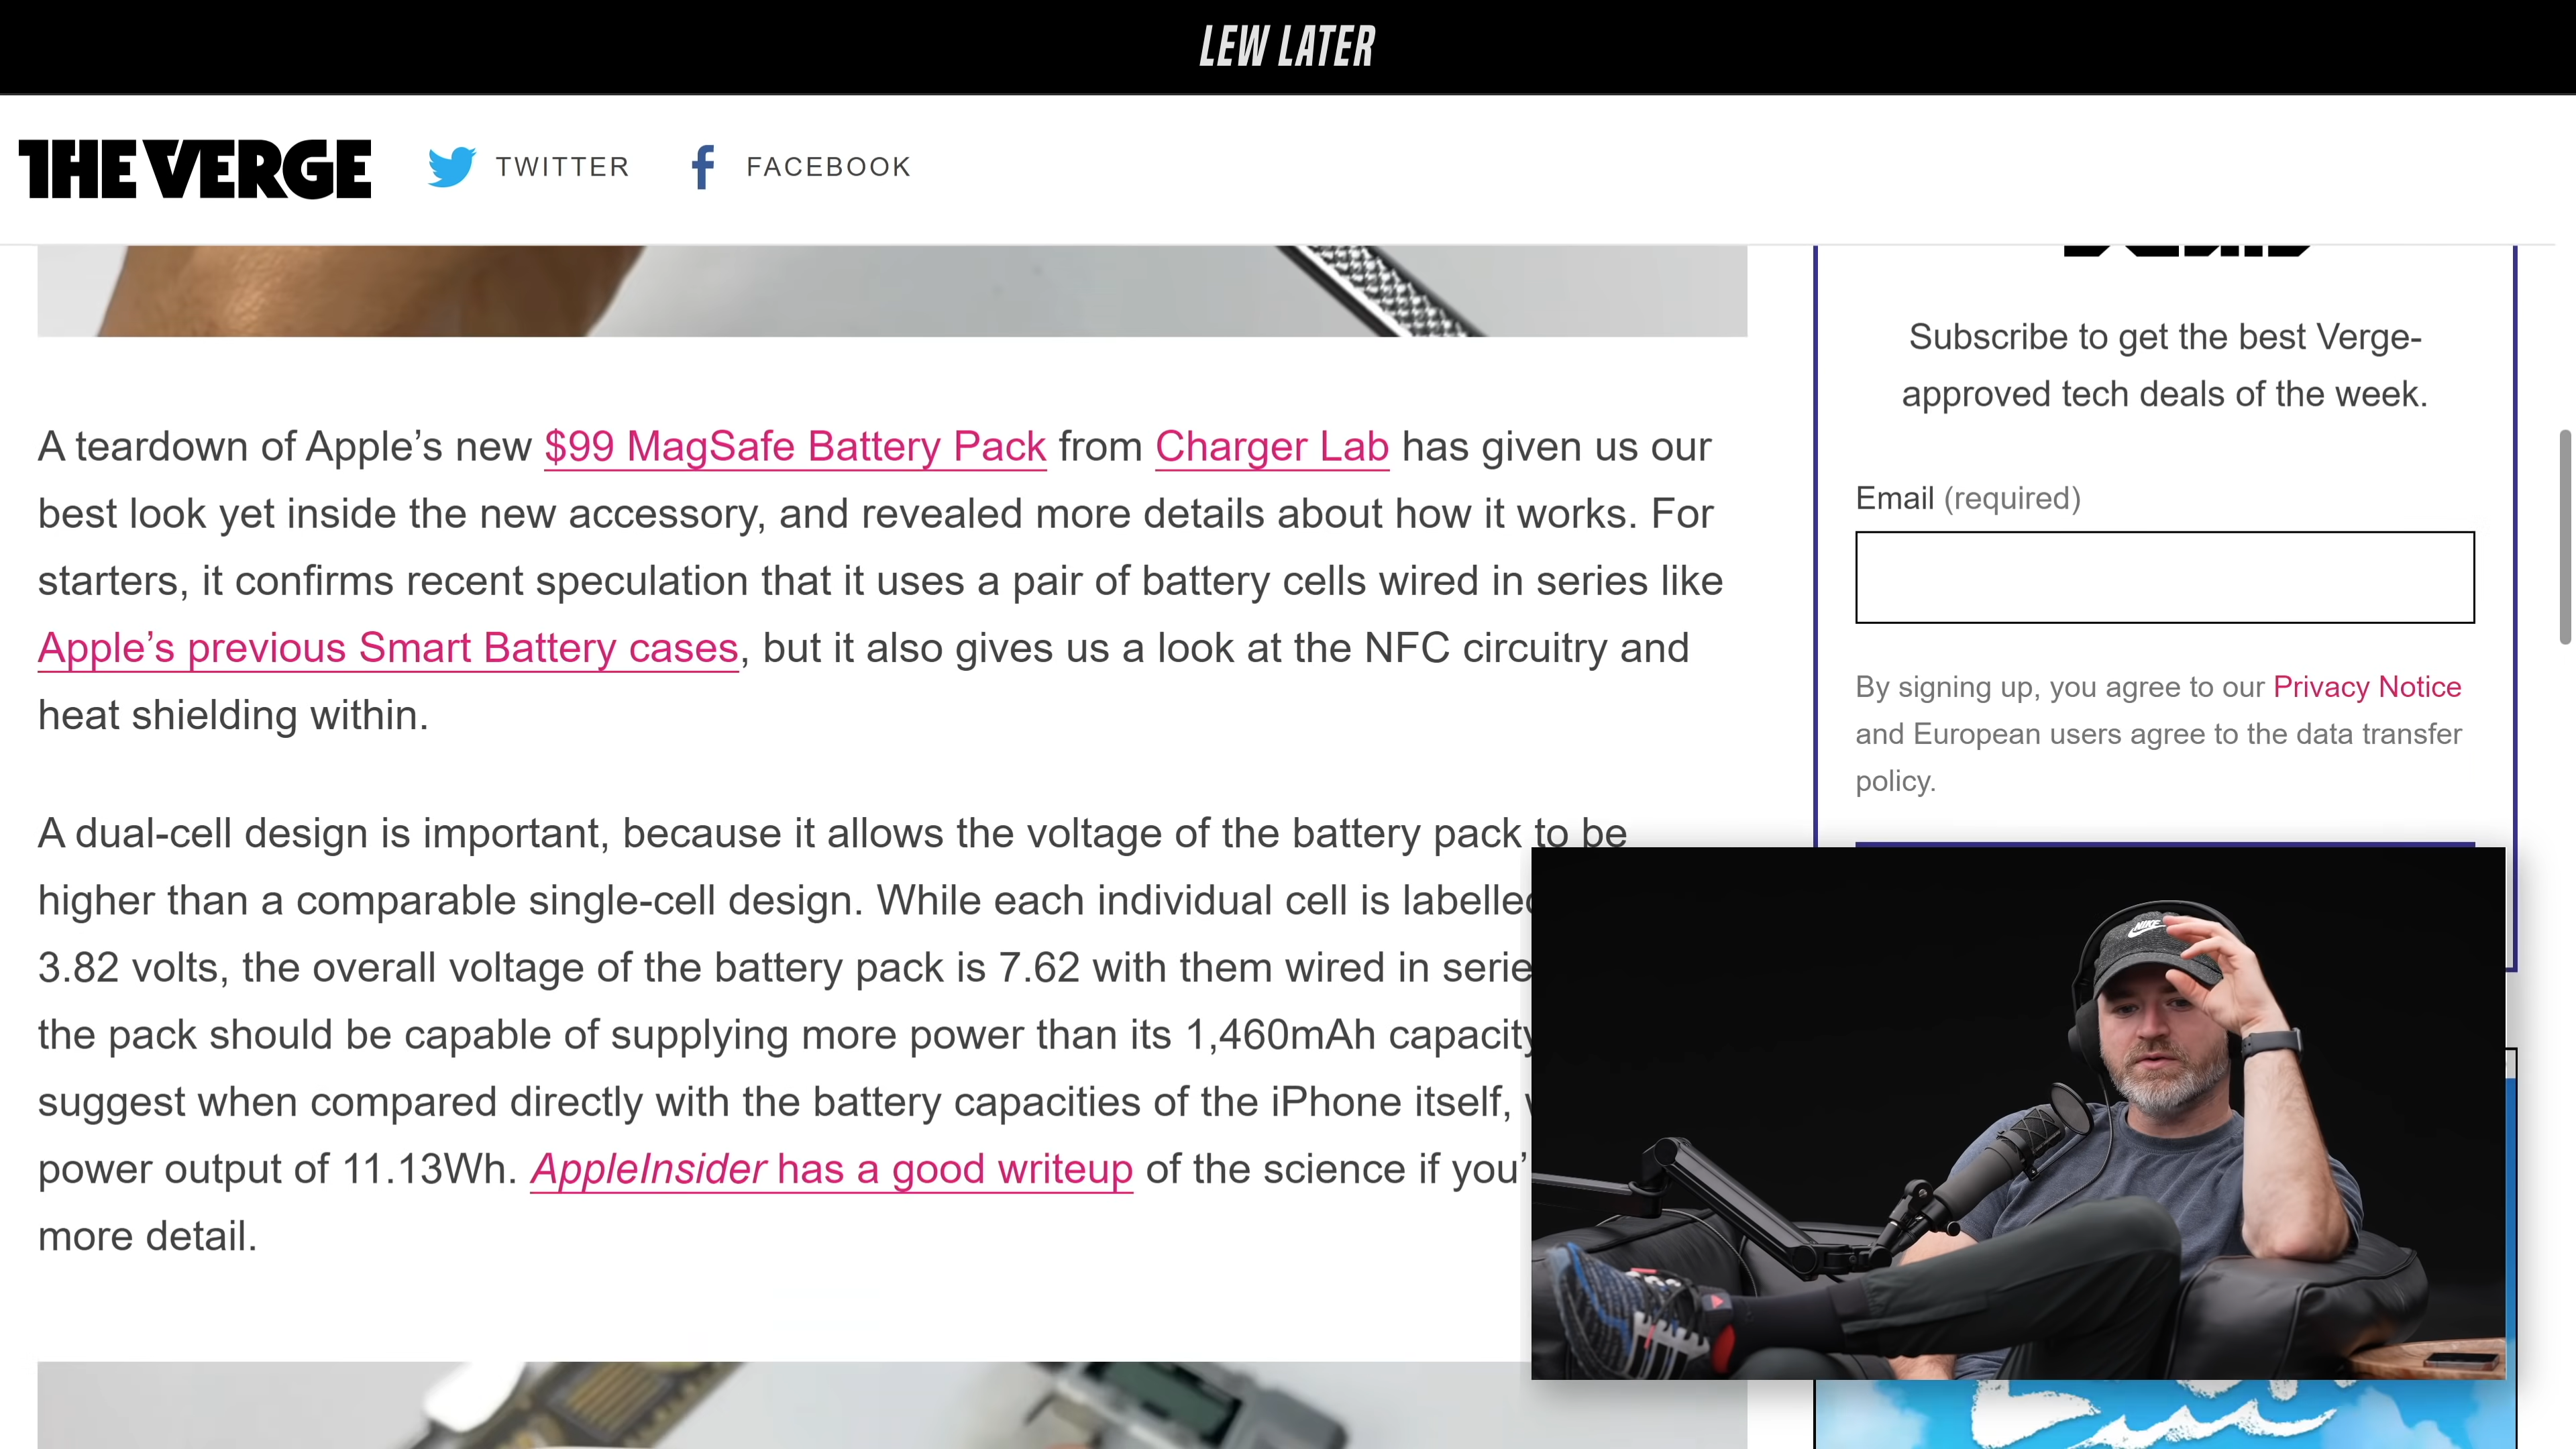 LEW LATER
THE VERGE
TWITTER
FACEBOOK
A teardown of Apple’s new $99 MagSafe Battery Pack from Charger Lab has given us our
best look yet inside the new accessory, and revealed more details about how it works. For
starters, it confirms recent speculation that it uses a pair of battery cells wired in series like
Apple’s previous Smart Battery cases, but it also gives us a look at the NFC circuitry and
heat shielding within.
A dual-cell design is important, because it allows the voltage of the battery pack to be
higher than a comparable single-cell design. While each individual cell is
3.82 volts, the overall voltage of the battery pack is 7.62 with them wired in
the pack should be capable of supplying more power than its 1,460mAh capacity
suggest when compared directly with the battery capacities of the iPhone itself,
power output of 11.13Wh. AppleInsider has a good writeup of the science if
more detail.
Subscribe to get the best Verge-
approved tech deals of the week.
Email (required)
By signing up, you agree to our Privacy Notice
and European users agree to the data transfer
policy.
NIKE